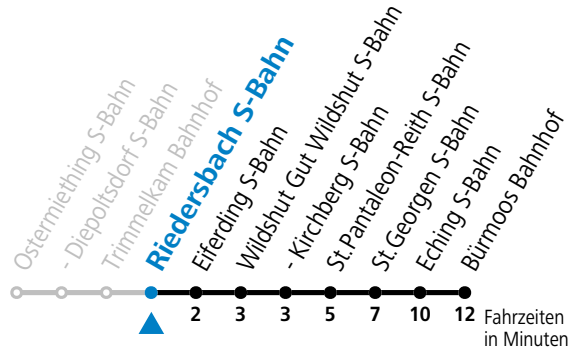 Ostermiething S-Bahn
- Diepoltsdorf S-Bahn
Trimmelkam Bahnhof
Riedersbach S-Bahn
Eiferding S-Bahn
Wildshut Gut Wildshut S-Bahn
- Kirchberg S-Bahn
St.Pantaleon-Reith S-Bahn
St.Georgen S-Bahn
Eching S-Bahn
Bürmoos Bahnhof
2 3 3 5 7 10 12 Fahrzeiten
in Minuten